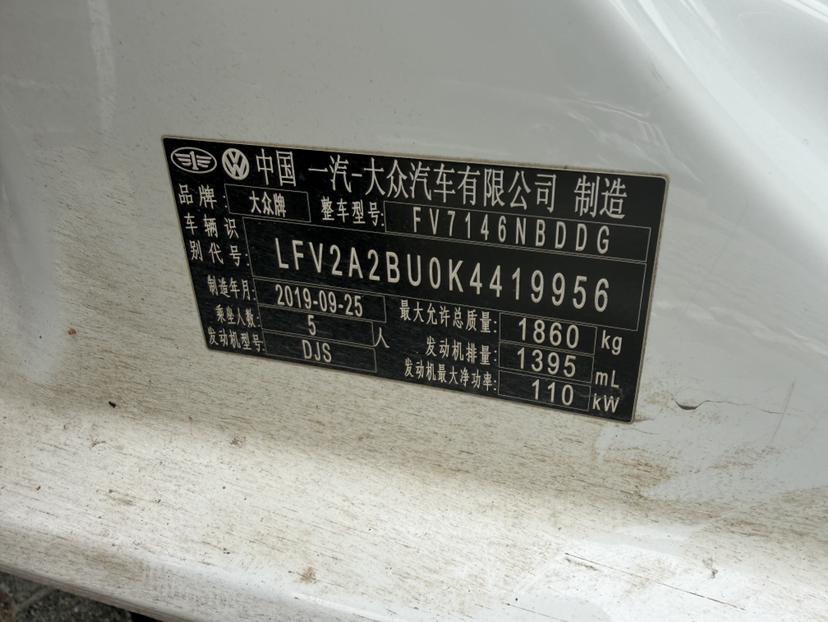 中国 一汽-大众汽车有限公司 制造
品牌: 大众牌 整车型号: FV7146NBDDG
车辆识别代号: LFV2A2BU0K4419956
制造年月: 2019-09-25 最大允许总质量: 1860 kg
乘坐人数: 5 人 发动机排量: 1395 mL
发动机型号: DJS 发动机最大净功率: 110 kW